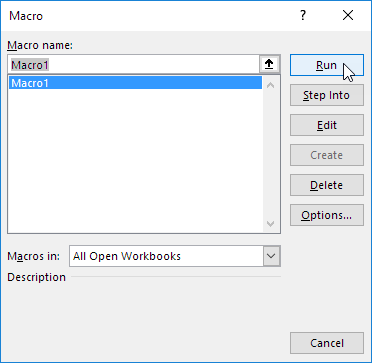 Macro
Macro name:
Macro1
Macro1
Run
Step Into
Edit
Create
Delete
Options...
Macros in: All Open Workbooks
Description
Cancel